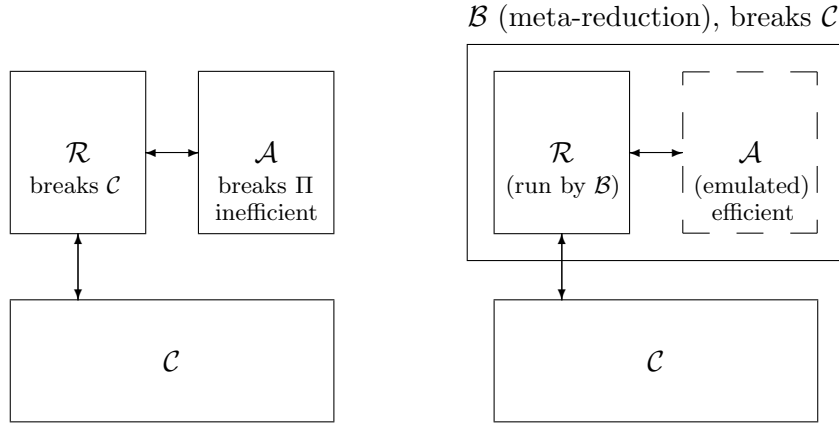 𝓑 (meta-reduction), breaks 𝓒
𝓡
breaks 𝓒
𝓐
breaks Π
inefficient
𝓡
(run by 𝓑)
𝓐
(emulated)
efficient
𝓒
𝓒